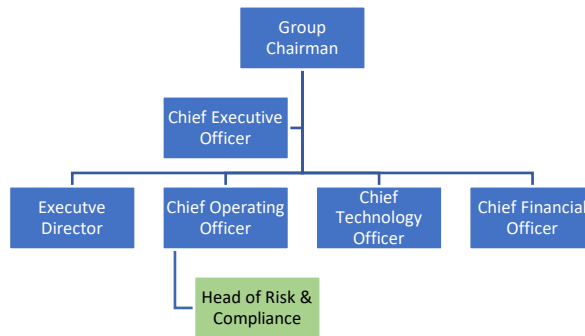 Group
Chairman
Chief Executive
Officer
Executve
Director
Chief Operating
Officer
Chief
Technology
Officer
Chief Financial
Officer
Head of Risk &
Compliance